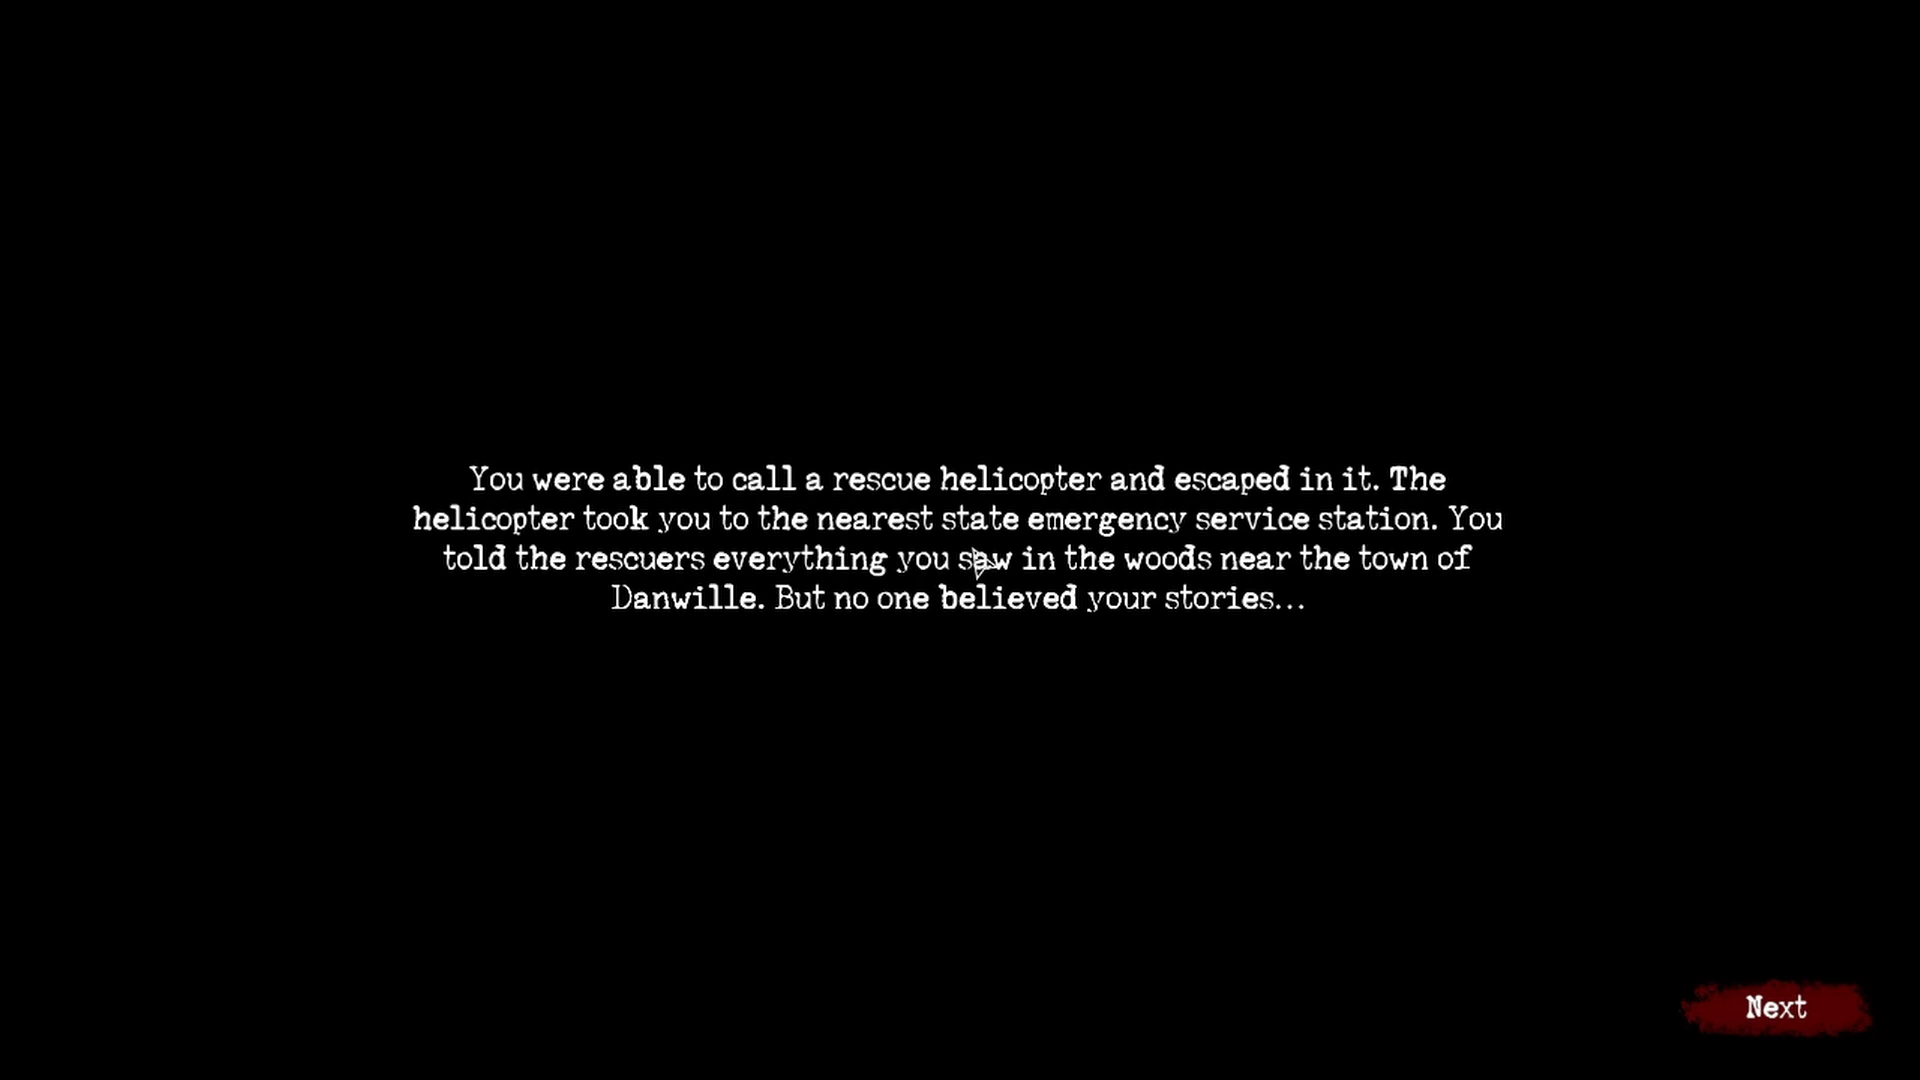 You were able to call a rescue helicopter and escaped in it. The
helicopter took you to the nearest state emergency service station. You
told the rescuers everything you saw in the woods near the town of
Danwille. But no one believed your stories...
Next